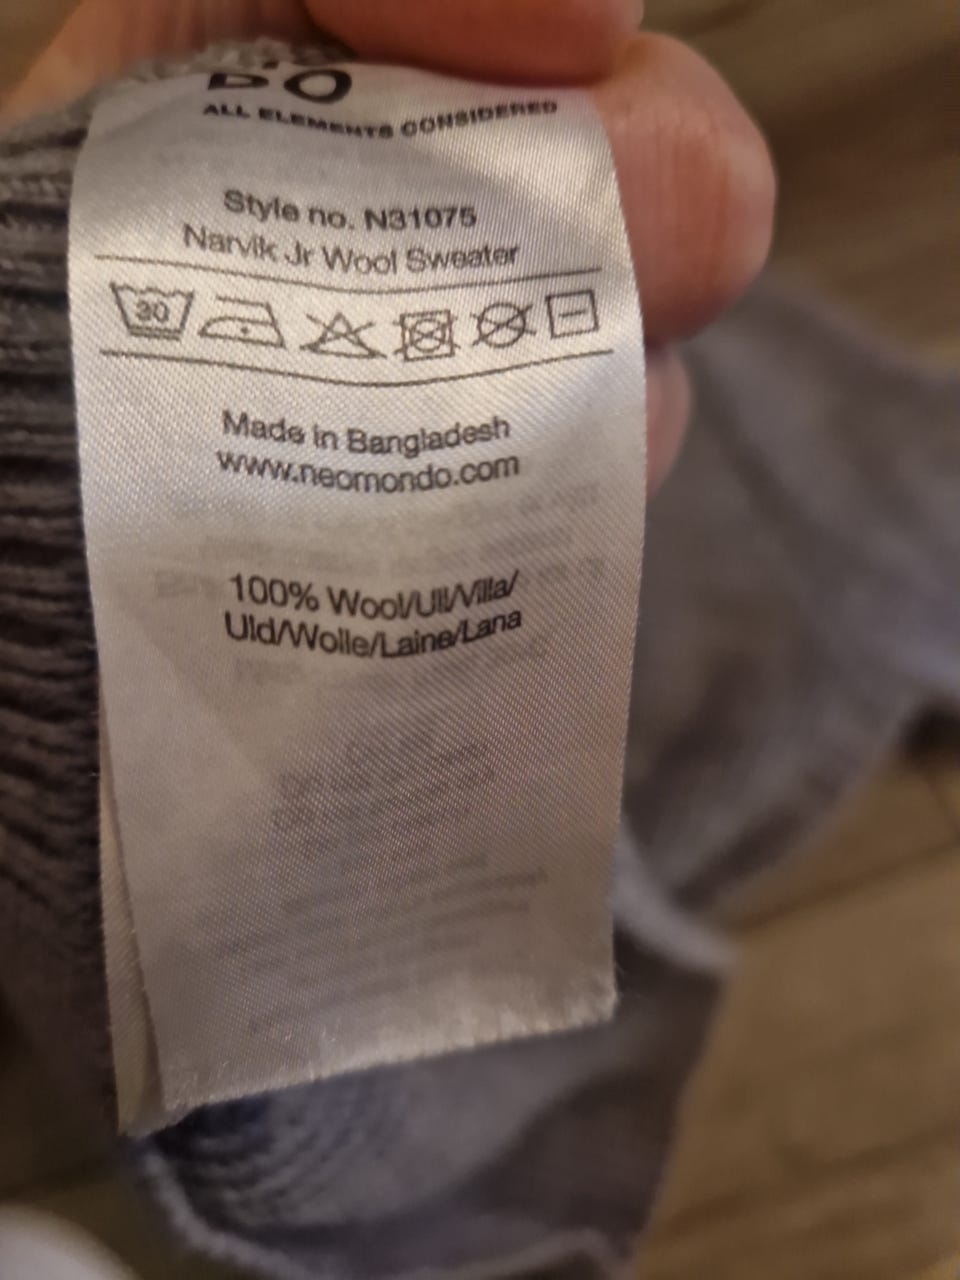 DO
ALL ELEMENTS CONSIDERED
Style no. N31075
Narvik Jr Wool Sweater
30
Made in Bangladesh
www.neomondo.com
100% Wool/Ull/Villa/
Uld/Wolle/Laine/Lana